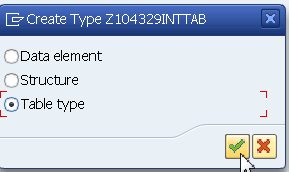 Create Type Z104329INTTAB
Data element
Structure
Table type